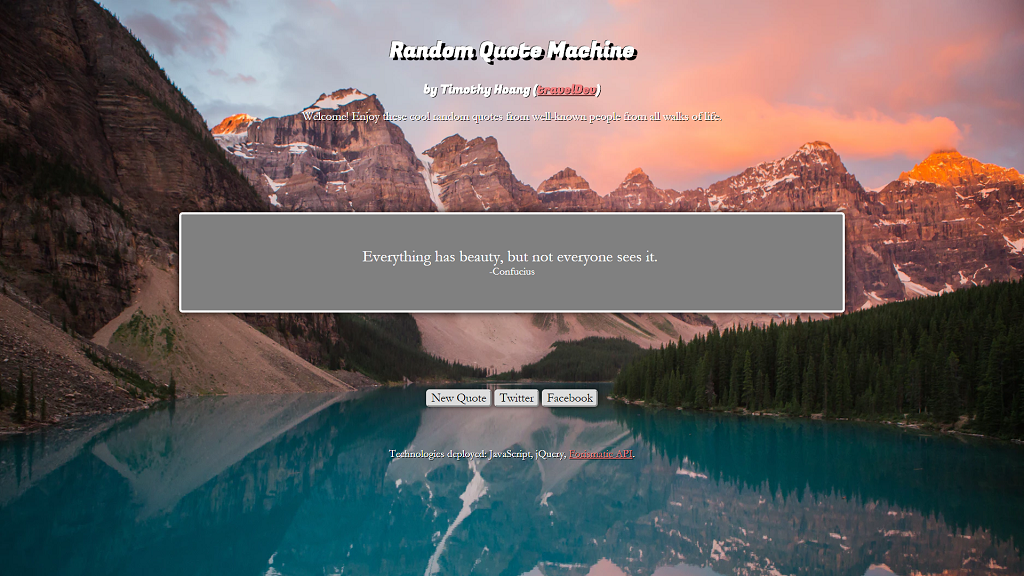 Random Quote Machine
by Timothy Hoang (travelDev)
Welcome! Enjoy these cool random quotes from well-known people from all walks of life.
Everything has beauty, but not everyone sees it.
-Confucius
New Quote Twitter Facebook
Technologies deployed: JavaScript, jQuery, Forismatic API.